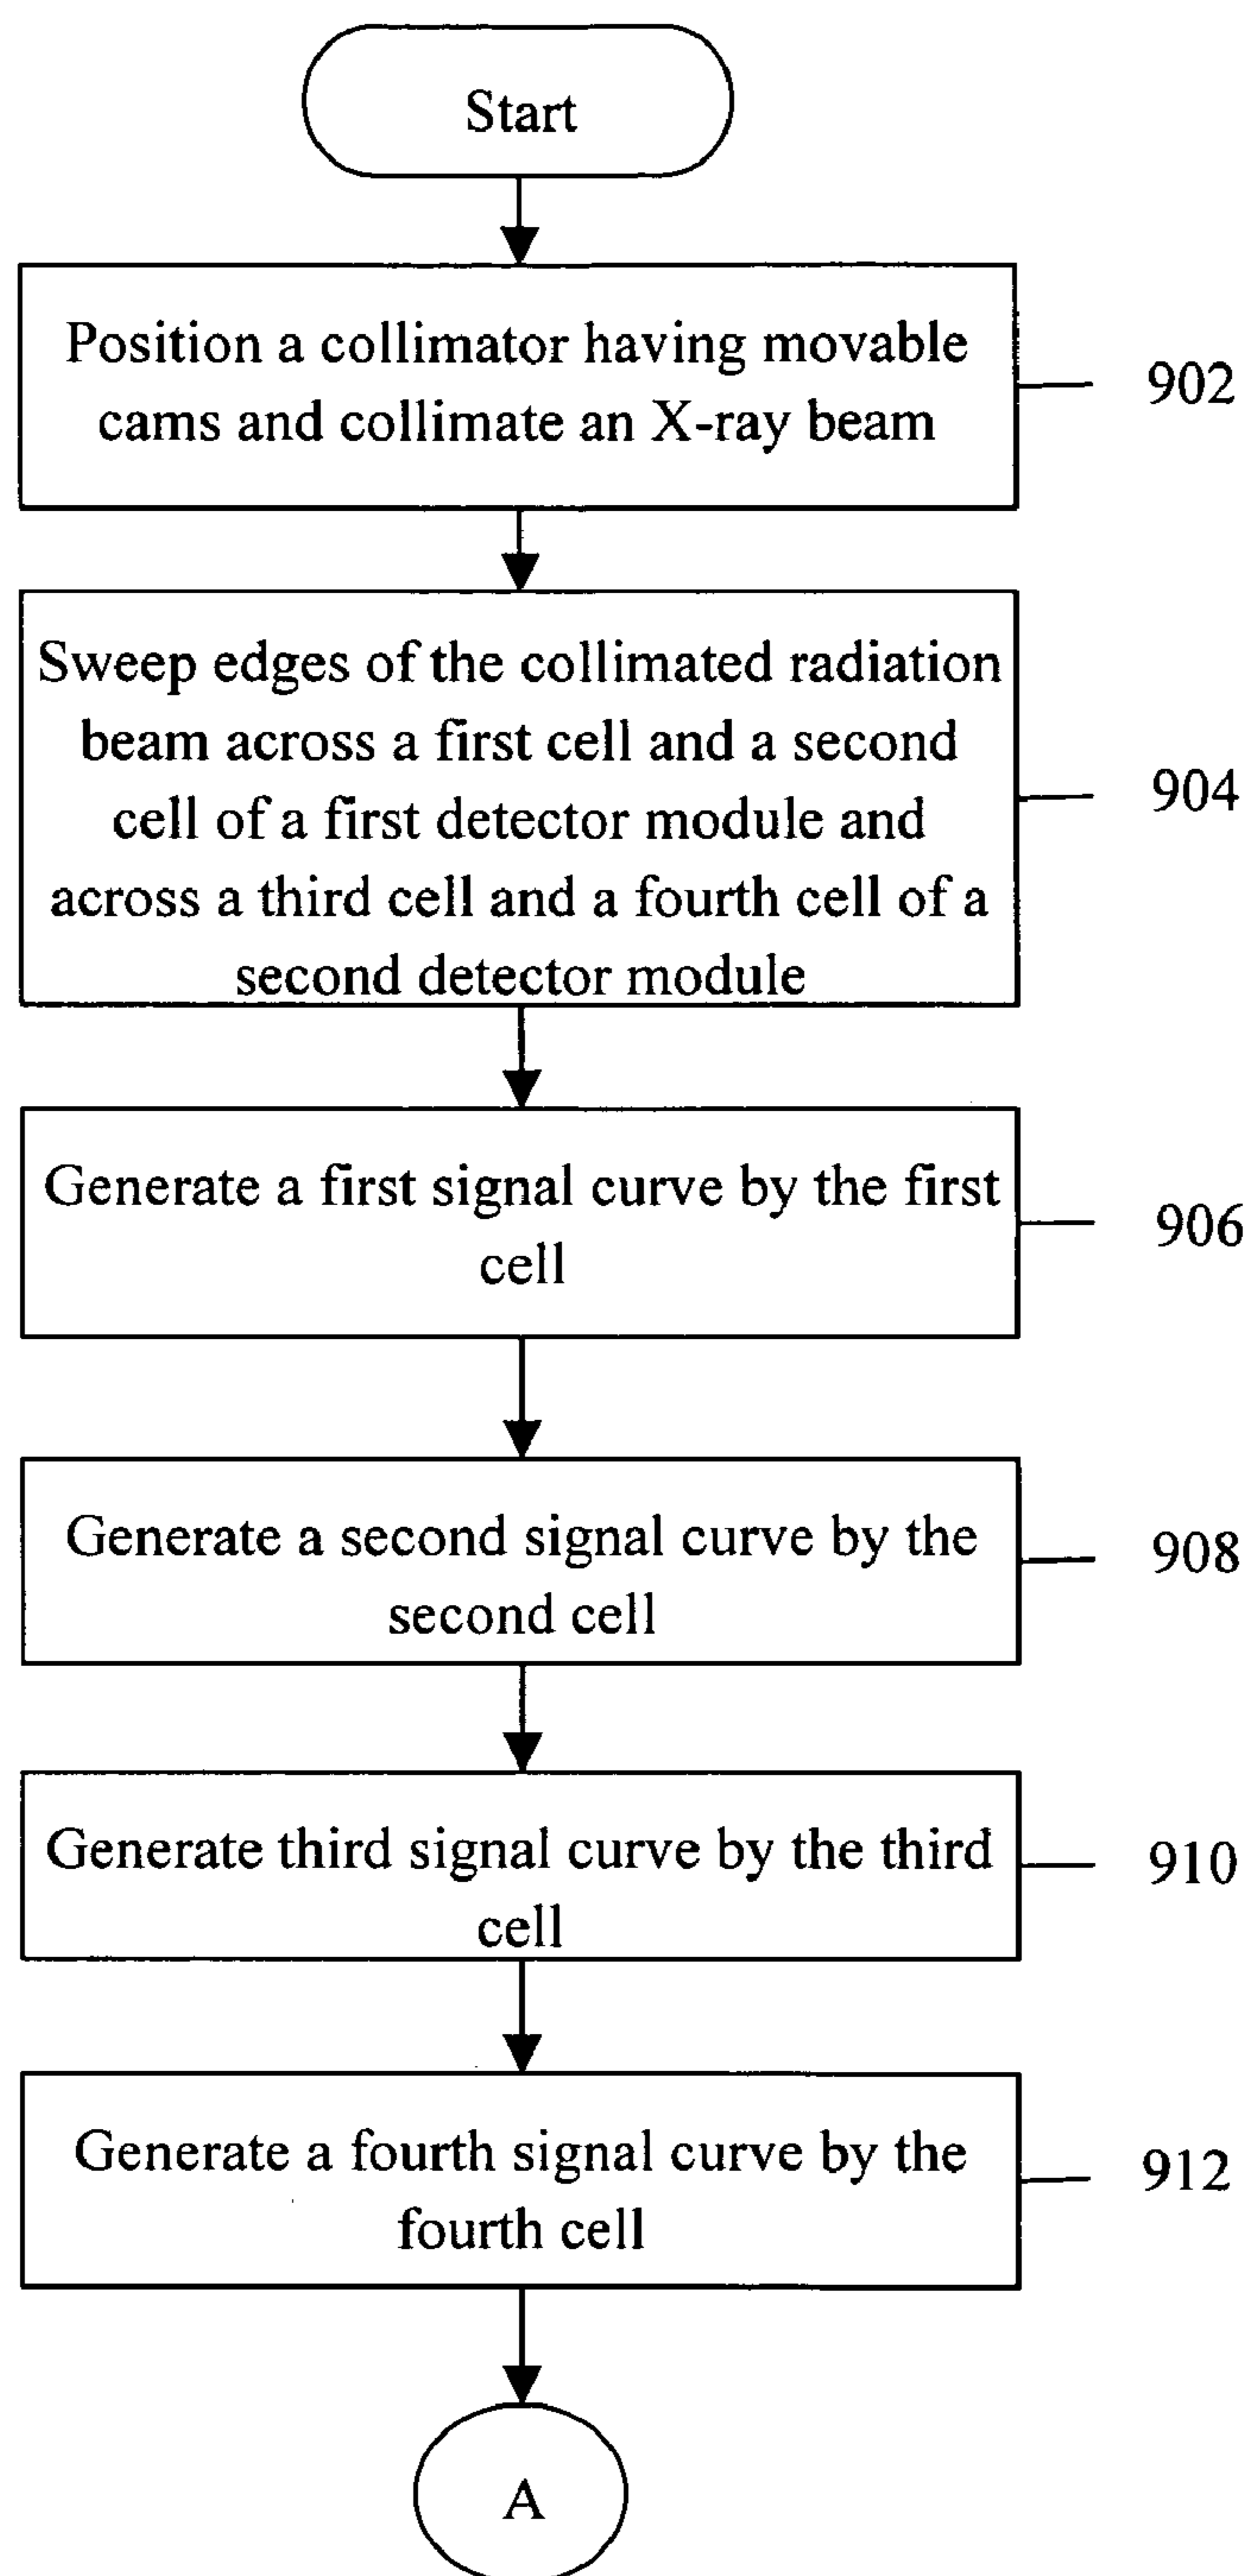 Start
Position a collimator having movable
cams and collimate an X-ray beam
902
Sweep edges of the collimated radiation
beam across a first cell and a second
cell of a first detector module and
across a third cell and a fourth cell of a
second detector module
904
Generate a first signal curve by the first
cell
906
Generate a second signal curve by the
second cell
908
Generate third signal curve by the third
cell
910
Generate a fourth signal curve by the
fourth cell
912
A